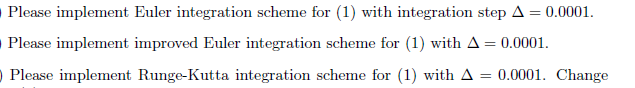 ) Please implement Euler integration scheme for (1) with integration step Δ = 0.0001.
) Please implement improved Euler integration scheme for (1) with Δ = 0.0001.
) Please implement Runge-Kutta integration scheme for (1) with Δ = 0.0001. Change